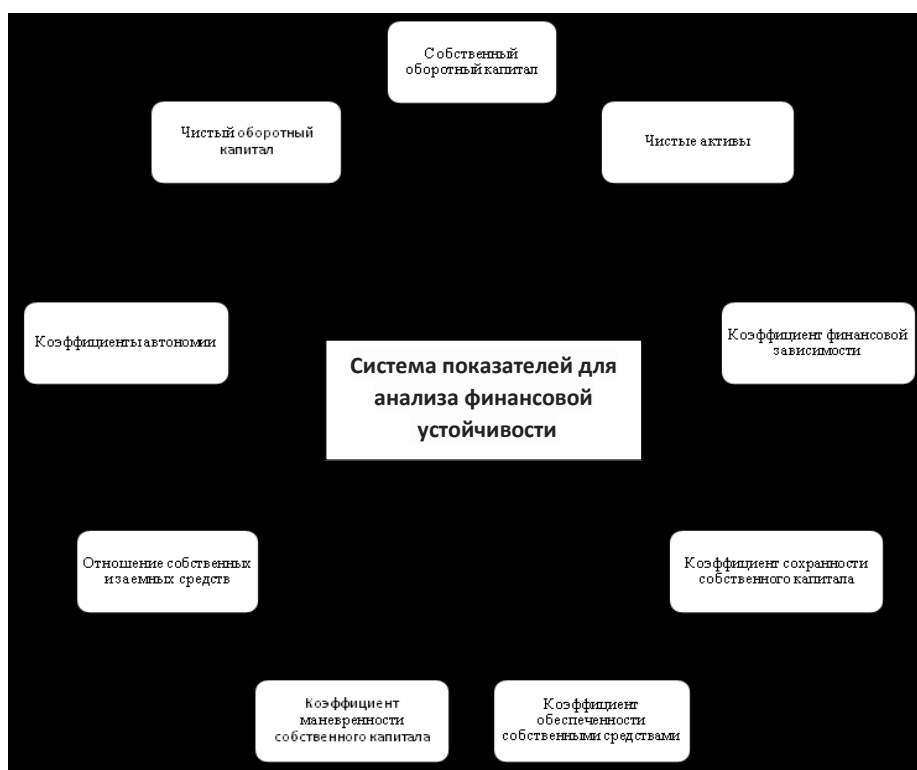 Собственный
оборотный капитал
Чистый оборотный
капитал
Чистые активы
Коэффициенты автономии
Коэффициент финансовой
зависимости
Система показателей для
анализа финансовой
устойчивости
Отношение собственных
и заемных средств
Коэффициент сохранности
собственного капитала
Коэффициент
маневренности
собственного капитала
Коэффициент
обеспеченности
собственными средствами